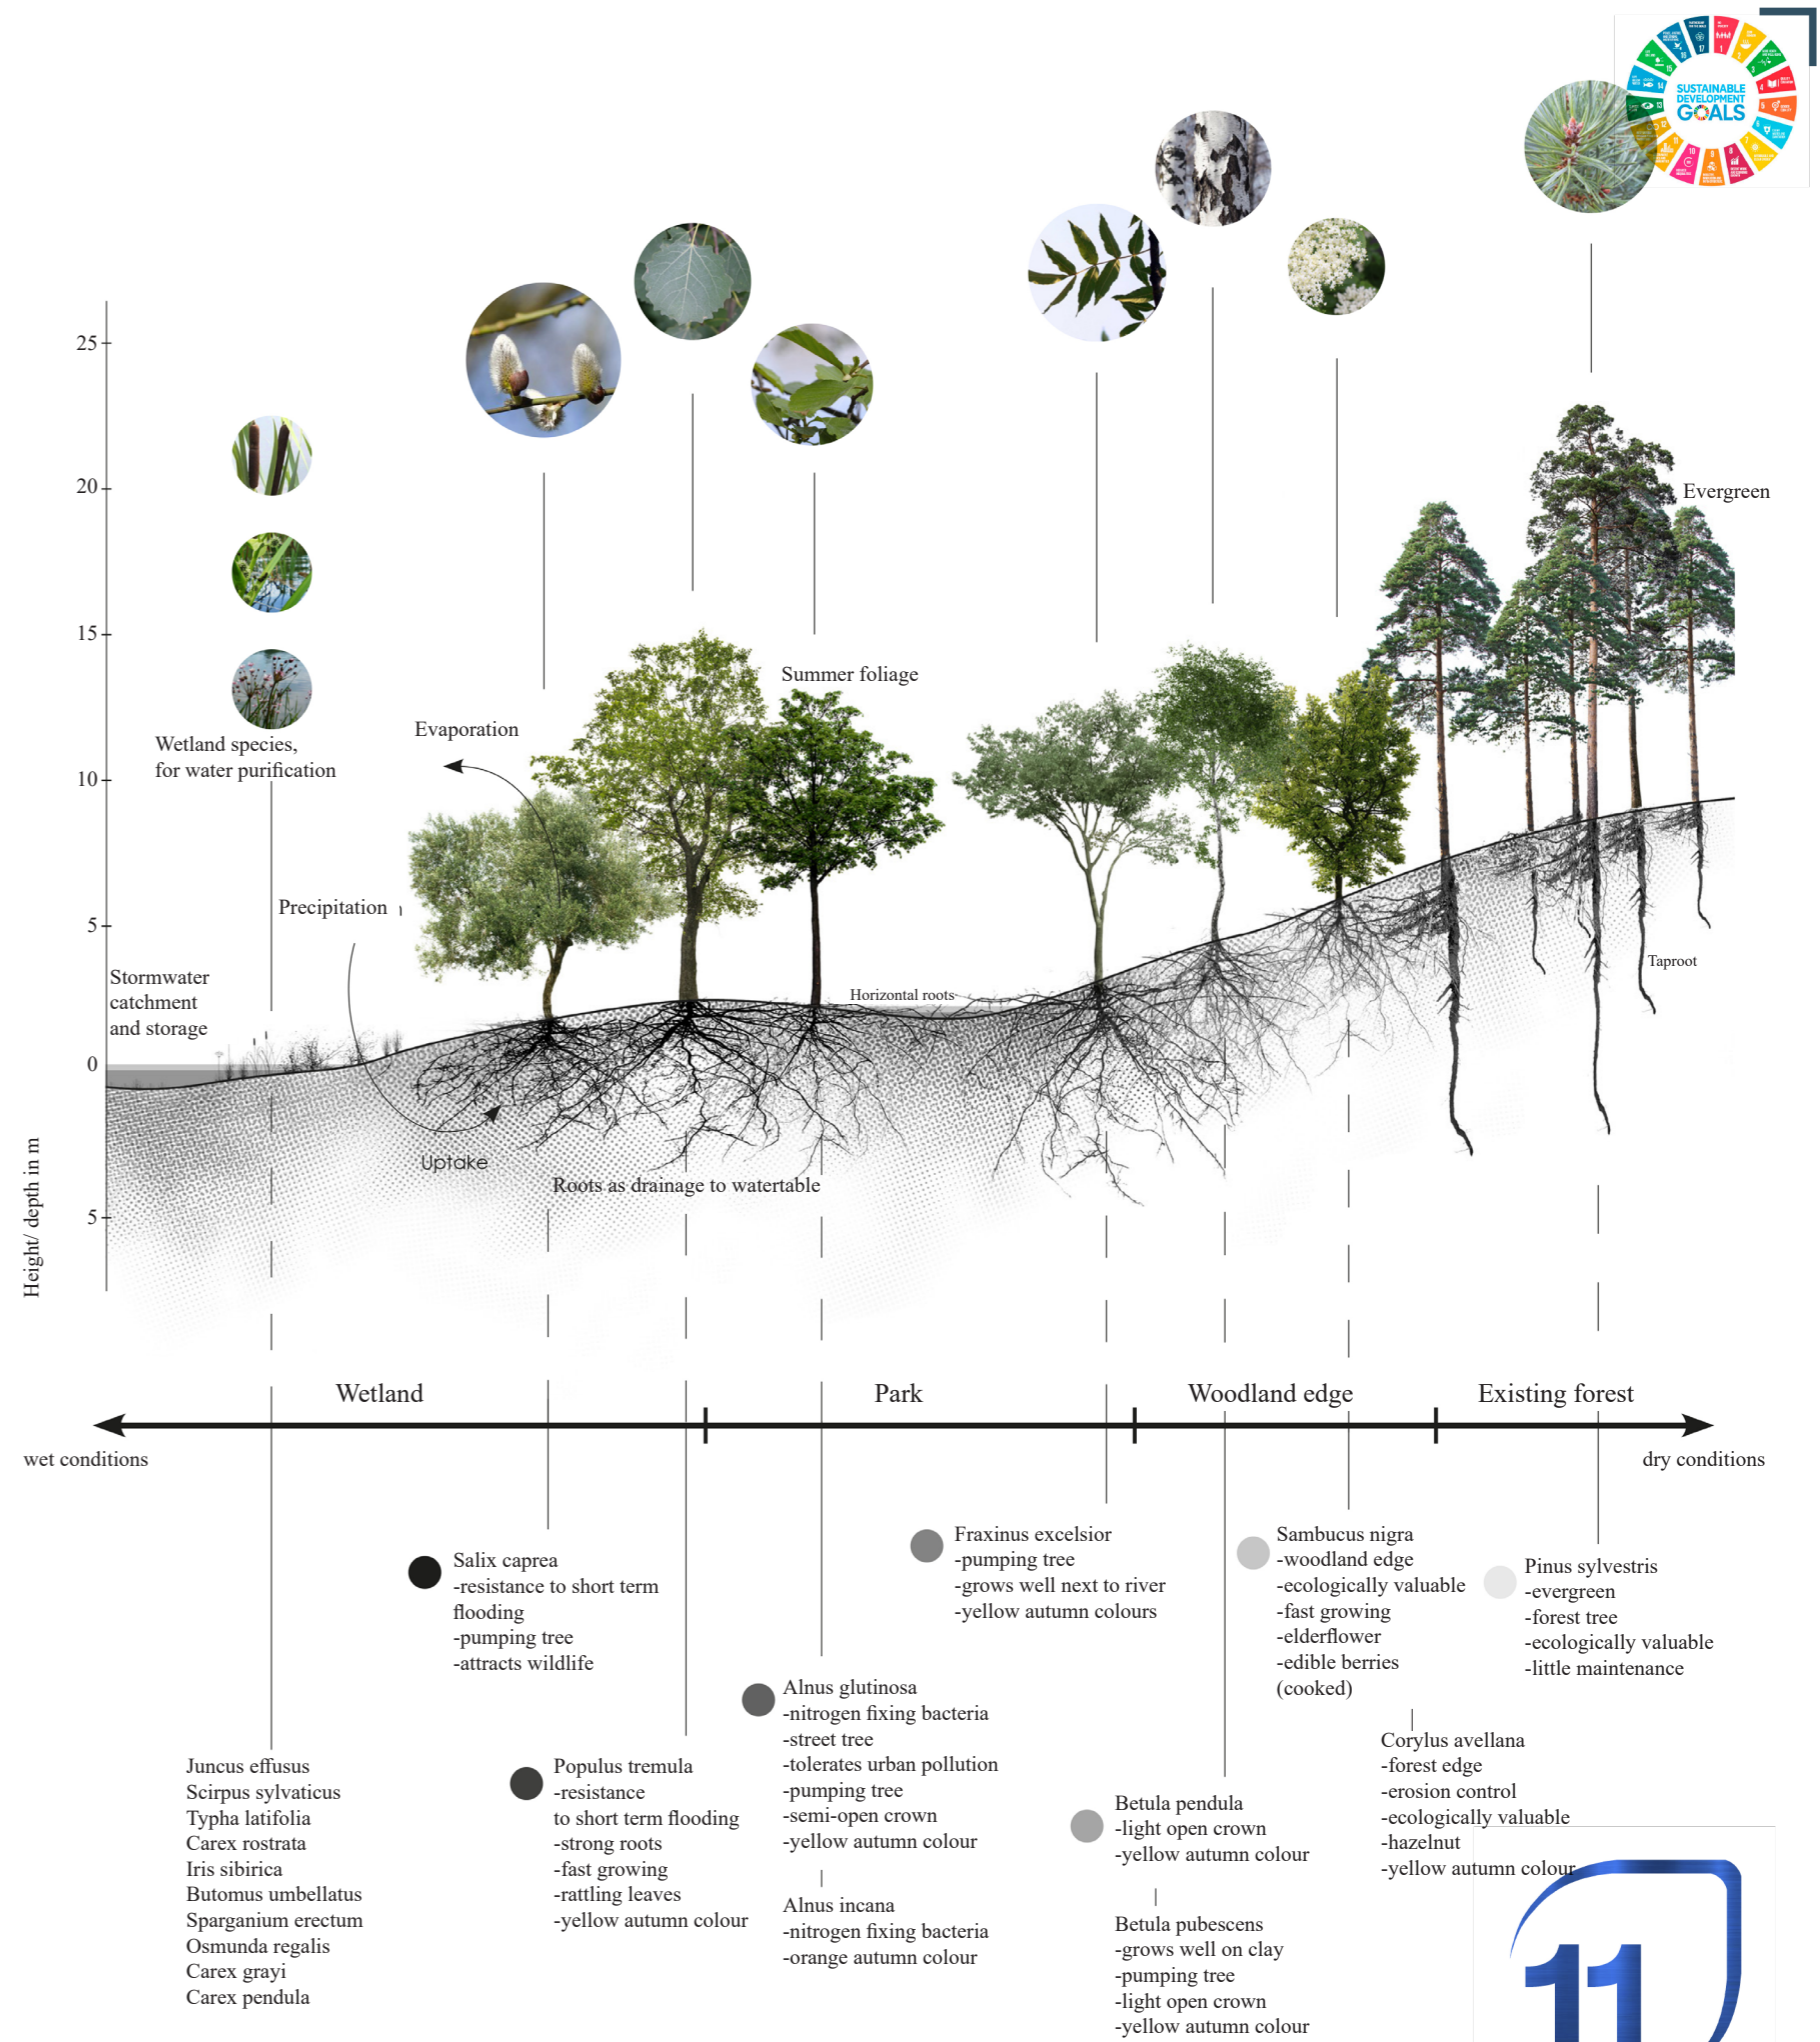 SUSTAINABLE
DEVELOPMENT
GOALS
25
20
15
10
5
0
5
Height/ depth in m
Evergreen
Summer foliage
Evaporation
Wetland species,
for water purification
Precipitation
Stormwater
catchment
and storage
Horizontal roots
Taproot
Uptake
Roots as drainage to watertable
Wetland
Park
Woodland edge
Existing forest
wet conditions
dry conditions
Juncus effusus
Scirpus sylvaticus
Typha latifolia
Carex rostrata
Iris sibirica
Butomus umbellatus
Sparganium erectum
Osmunda regalis
Carex grayi
Carex pendula
Salix caprea
-resistance to short term
flooding
-pumping tree
-attracts wildlife
Populus tremula
-resistance
to short term flooding
-strong roots
-fast growing
-rattling leaves
-yellow autumn colour
Alnus glutinosa
-nitrogen fixing bacteria
-street tree
-tolerates urban pollution
-pumping tree
-semi-open crown
-yellow autumn colour
Alnus incana
-nitrogen fixing bacteria
-orange autumn colour
Fraxinus excelsior
-pumping tree
-grows well next to river
-yellow autumn colours
Betula pendula
-light open crown
-yellow autumn colour
Betula pubescens
-grows well on clay
-pumping tree
-light open crown
-yellow autumn colour
Sambucus nigra
-woodland edge
-ecologically valuable
-fast growing
-elderflower
-edible berries
(cooked)
Corylus avellana
-forest edge
-erosion control
-ecologically valuable
-hazelnut
-yellow autumn colour
Pinus sylvestris
-evergreen
-forest tree
-ecologically valuable
-little maintenance
11